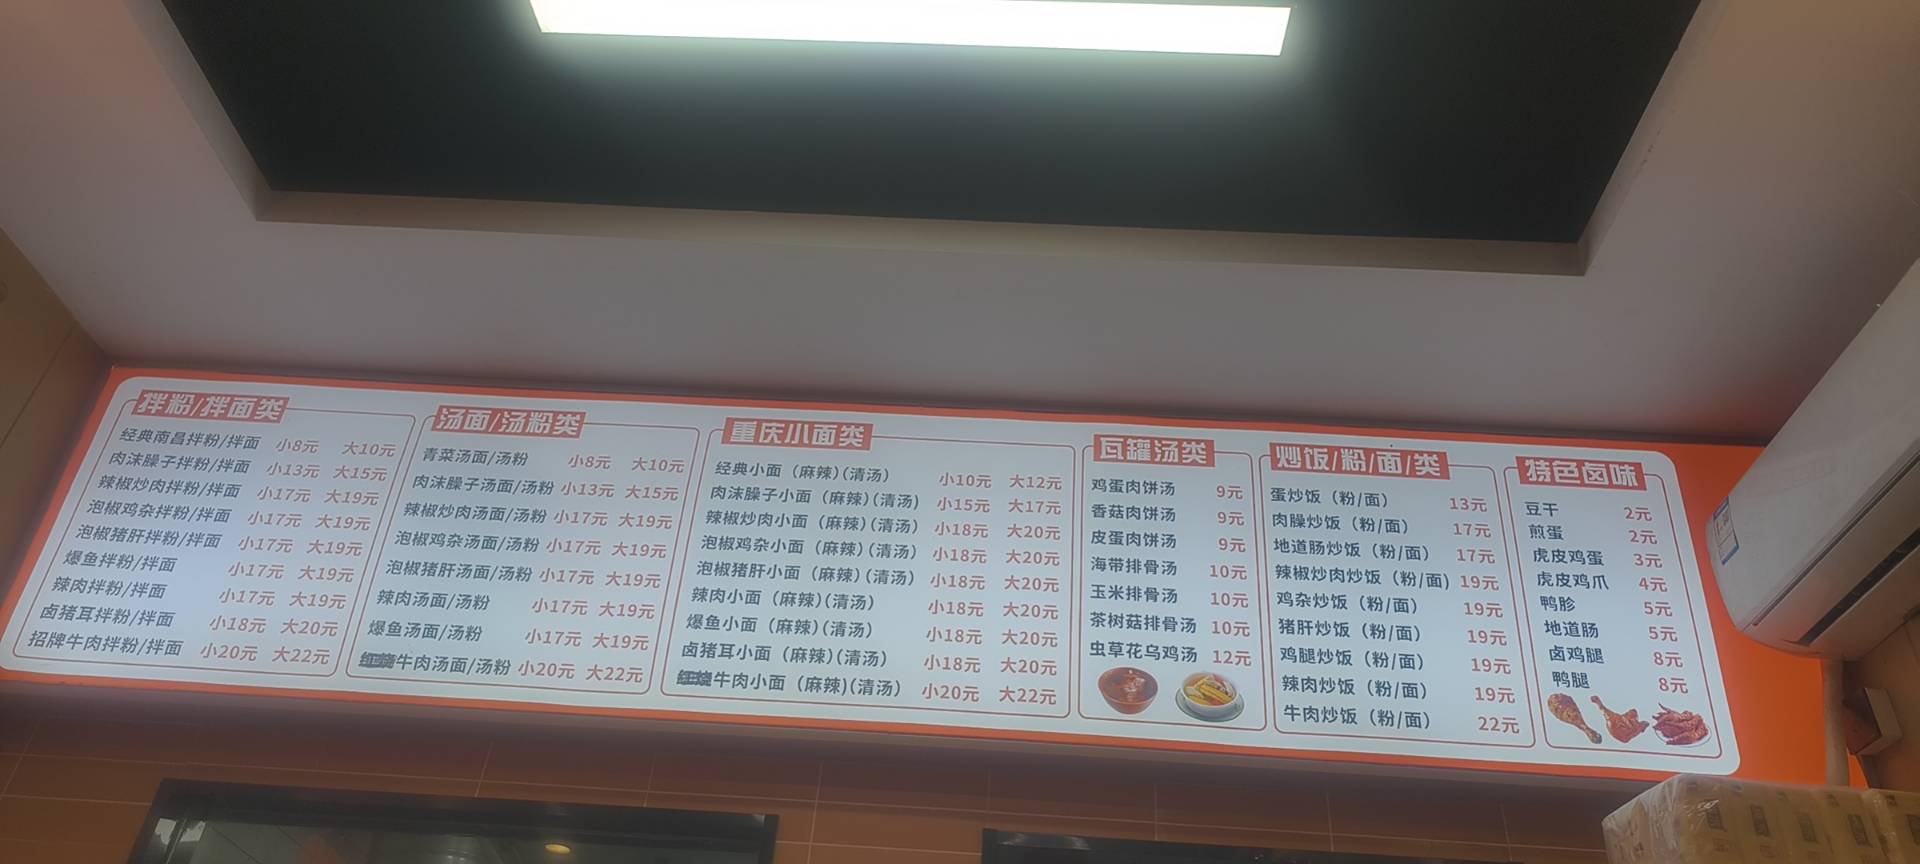 拌粉/拌面类
经典南昌拌粉/拌面 小8元 大10元
肉沫臊子拌粉/拌面 小13元 大15元
辣椒炒肉拌粉/拌面 小17元 大19元
泡椒鸡杂拌粉/拌面 小17元 大19元
泡椒猪肝拌粉/拌面 小17元 大19元
爆鱼拌粉/拌面 小17元 大19元
辣肉拌粉/拌面 小17元 大19元
卤猪耳拌粉/拌面 小18元 大20元
招牌牛肉拌粉/拌面 小20元 大22元
汤面/汤粉类
青菜汤面/汤粉 小8元 大10元
肉沫臊子汤面/汤粉 小13元 大15元
辣椒炒肉汤面/汤粉 小17元 大19元
泡椒鸡杂汤面/汤粉 小17元 大19元
泡椒猪肝汤面/汤粉 小17元 大19元
辣肉汤面/汤粉 小17元 大19元
爆鱼汤面/汤粉 小17元 大19元
牛肉汤面/汤粉 小20元 大22元
重庆小面类
经典小面（麻辣）（清汤） 小10元 大12元
肉沫臊子小面（麻辣）（清汤） 小15元 大17元
辣椒炒肉小面（麻辣）（清汤） 小18元 大20元
泡椒鸡杂小面（麻辣）（清汤） 小18元 大20元
泡椒猪肝小面（麻辣）（清汤） 小18元 大20元
辣肉小面（麻辣）（清汤） 小18元 大20元
爆鱼小面（麻辣）（清汤） 小18元 大20元
卤猪耳小面（麻辣）（清汤） 小18元 大20元
牛肉小面（麻辣）（清汤） 小20元 大22元
瓦罐汤类
鸡蛋肉饼汤 9元
香菇肉饼汤 9元
皮蛋肉饼汤 9元
海带排骨汤 10元
玉米排骨汤 10元
茶树菇排骨汤 10元
虫草花乌鸡汤 12元
炒饭/粉/面/类
蛋炒饭（粉/面） 13元
肉臊炒饭（粉/面） 17元
地道肠炒饭（粉/面） 17元
辣椒炒肉炒饭（粉/面） 19元
鸡杂炒饭（粉/面） 19元
猪肝炒饭（粉/面） 19元
鸡腿炒饭（粉/面） 19元
辣肉炒饭（粉/面） 19元
牛肉炒饭（粉/面） 22元
特色卤味
豆干 2元
煎蛋 2元
虎皮鸡蛋 3元
虎皮鸡爪 4元
鸭胗 5元
地道肠 5元
卤鸡腿 8元
鸭腿 8元